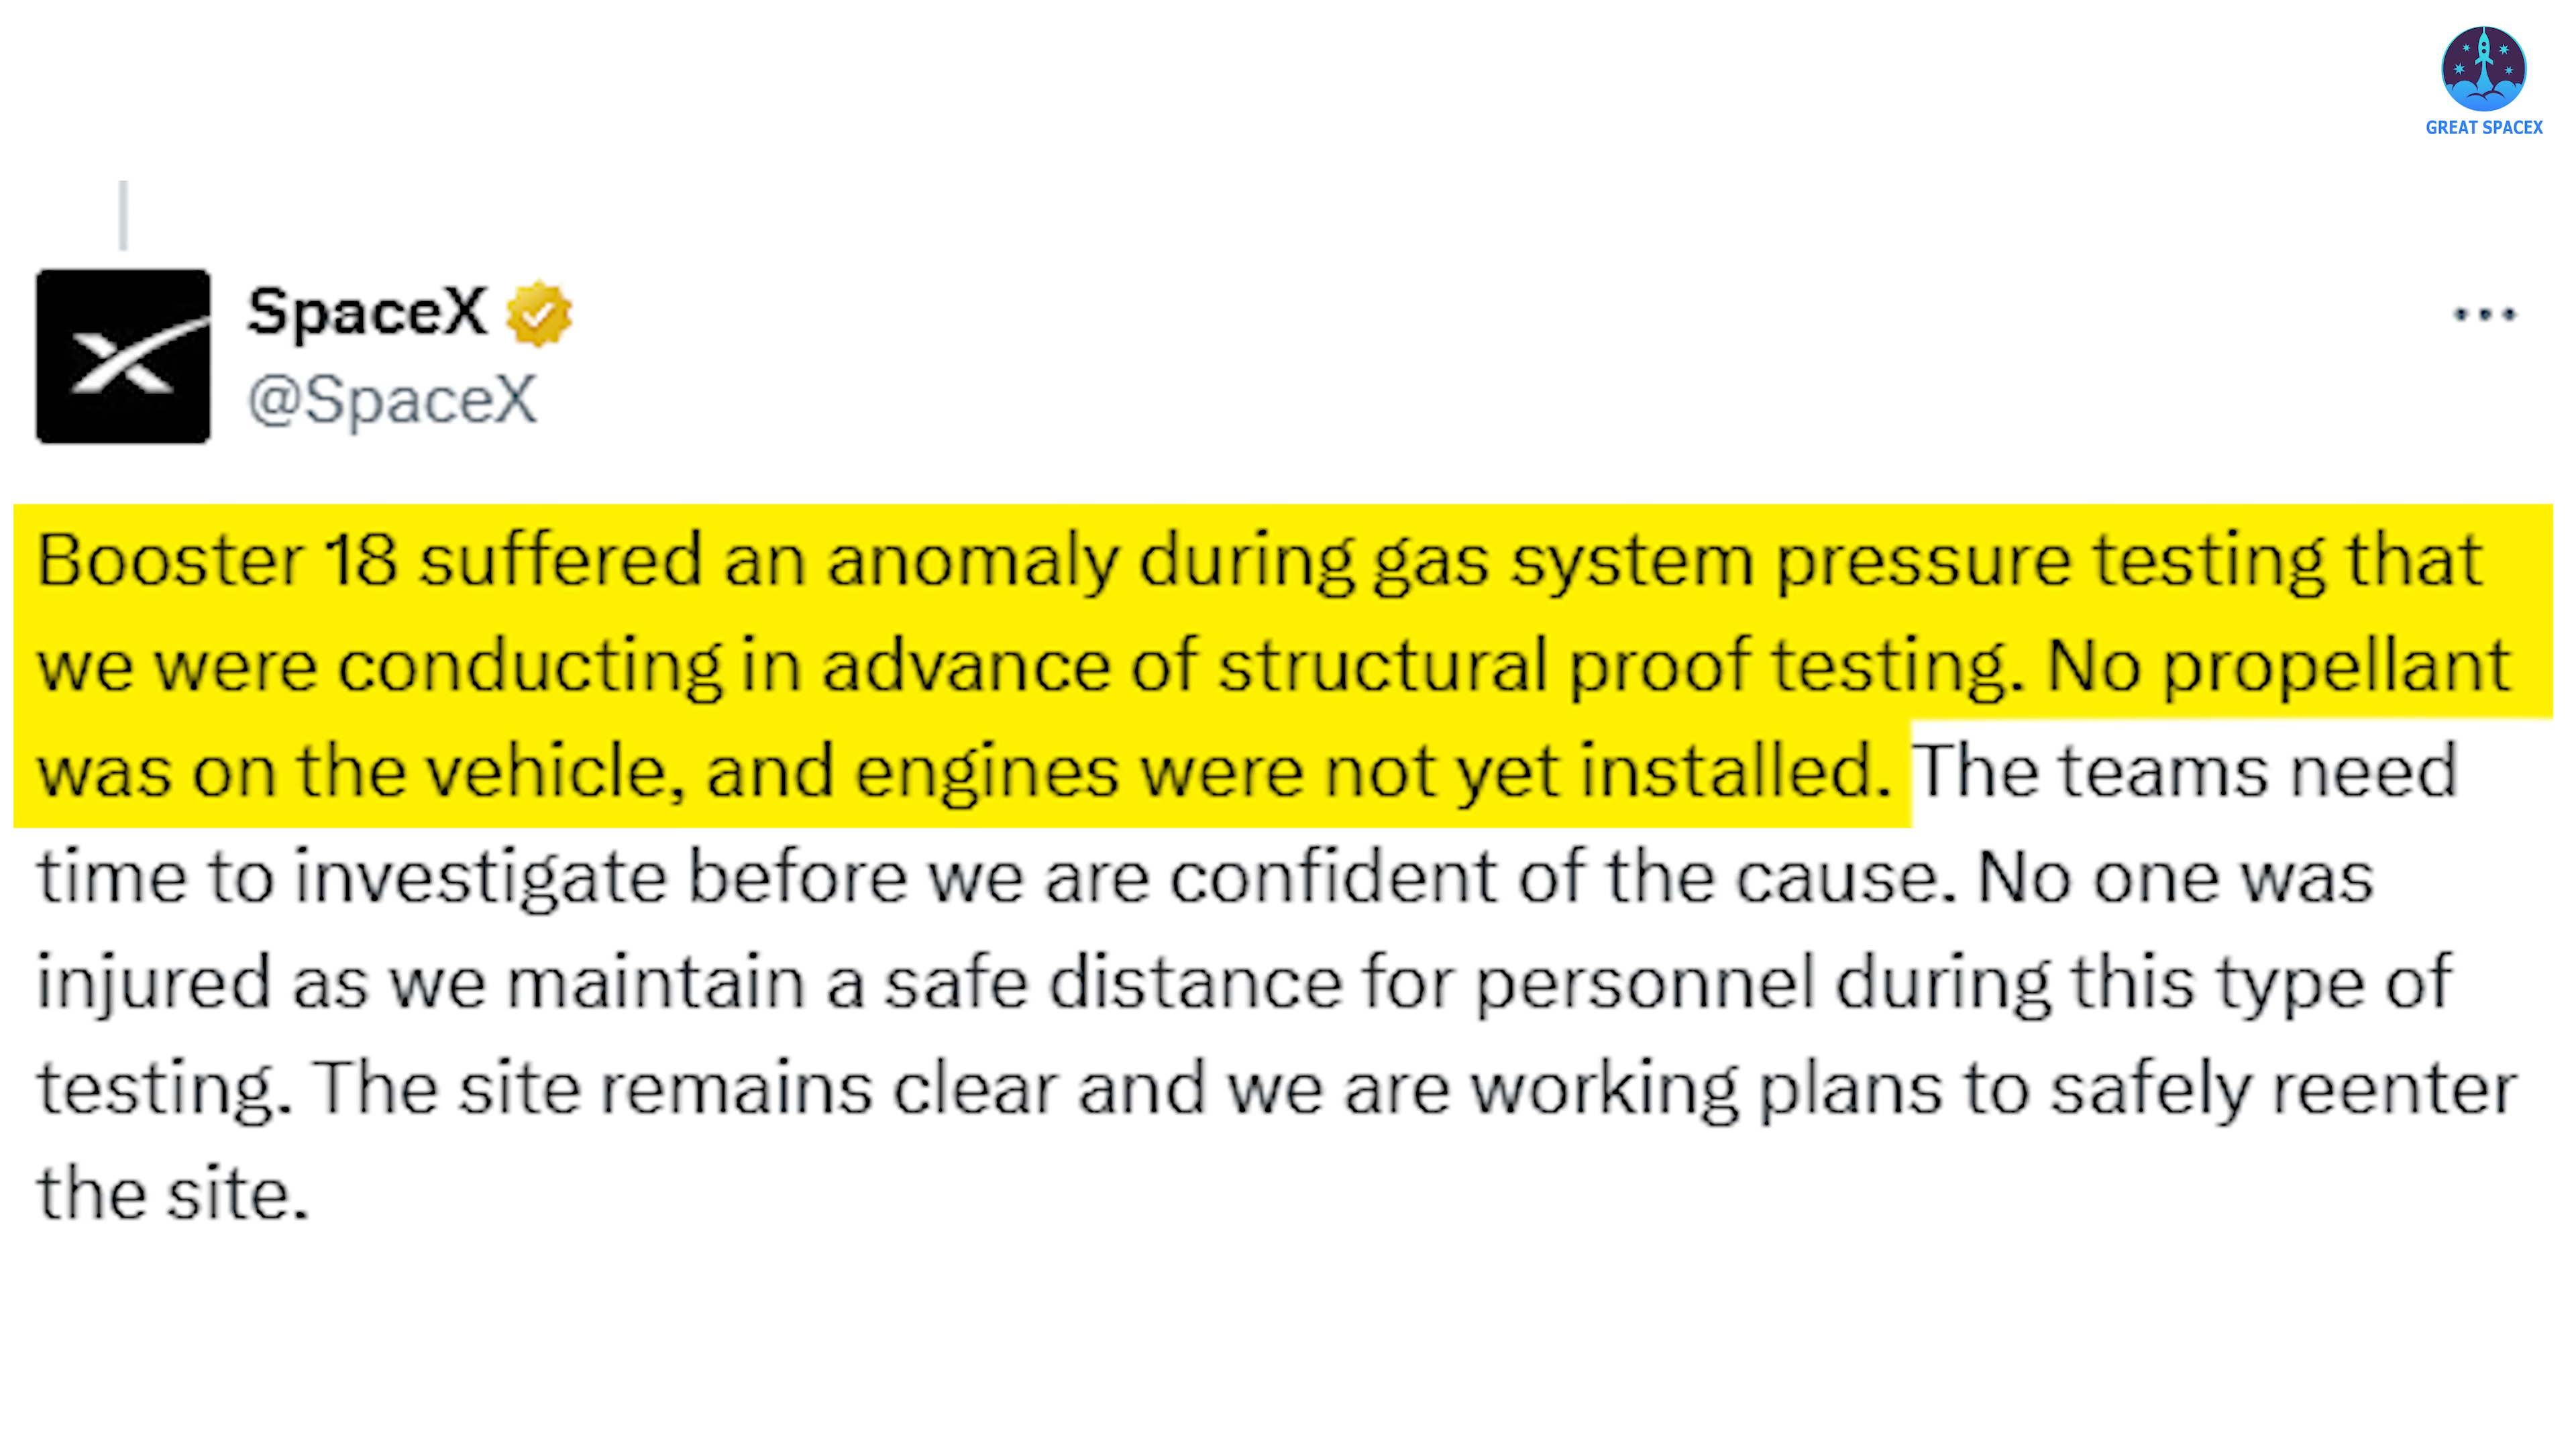 GREAT SPACEX
SpaceX
@SpaceX
Booster 18 suffered an anomaly during gas system pressure testing that
we were conducting in advance of structural proof testing. No propellant
was on the vehicle, and engines were not yet installed. The teams need
time to investigate before we are confident of the cause. No one was
injured as we maintain a safe distance for personnel during this type of
testing. The site remains clear and we are working plans to safely reenter
the site.